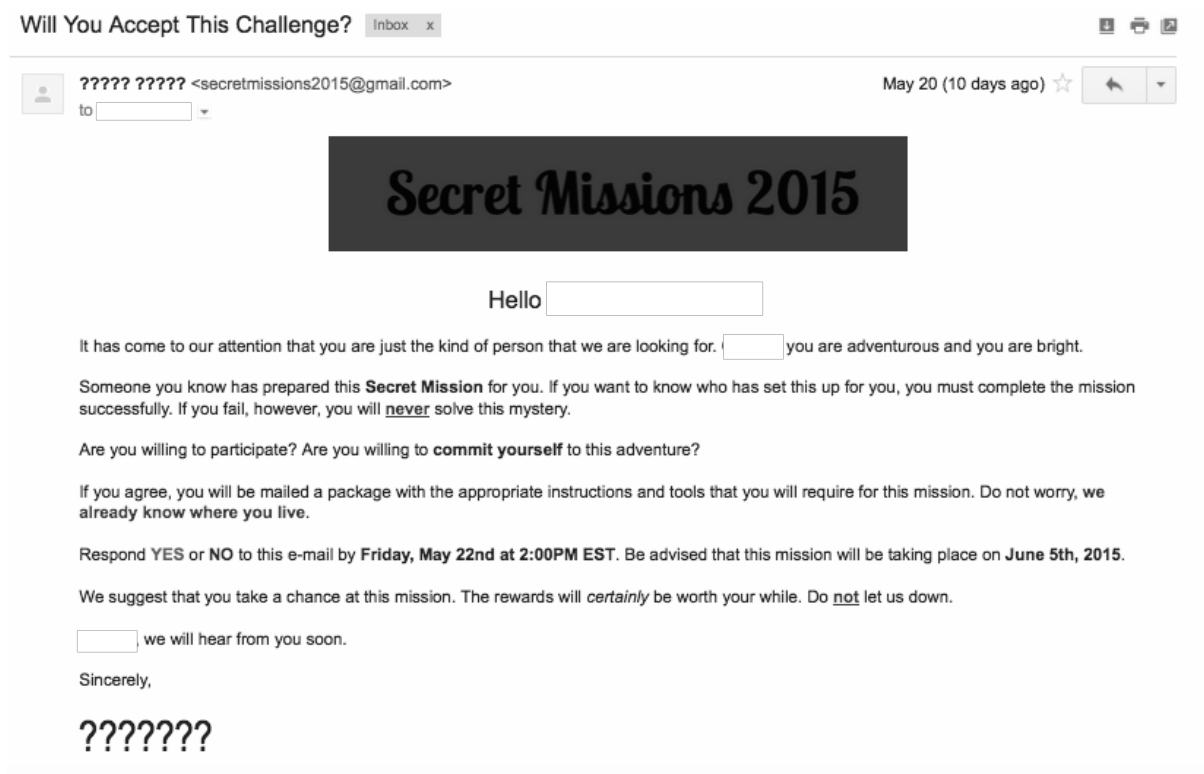 Will You Accept This Challenge? Inbox x
????? ????? <secretmissions2015@gmail.com> May 20 (10 days ago)
to
Secret Missions 2015
Hello
It has come to our attention that you are just the kind of person that we are looking for. you are adventurous and you are bright.
Someone you know has prepared this Secret Mission for you. If you want to know who has set this up for you, you must complete the mission
successfully. If you fail, however, you will never solve this mystery.
Are you willing to participate? Are you willing to commit yourself to this adventure?
If you agree, you will be mailed a package with the appropriate instructions and tools that you will require for this mission. Do not worry, we
already know where you live.
Respond YES or NO to this e-mail by Friday, May 22nd at 2:00PM EST. Be advised that this mission will be taking place on June 5th, 2015.
We suggest that you take a chance at this mission. The rewards will certainly be worth your while. Do not let us down.
, we will hear from you soon.
Sincerely,
???????